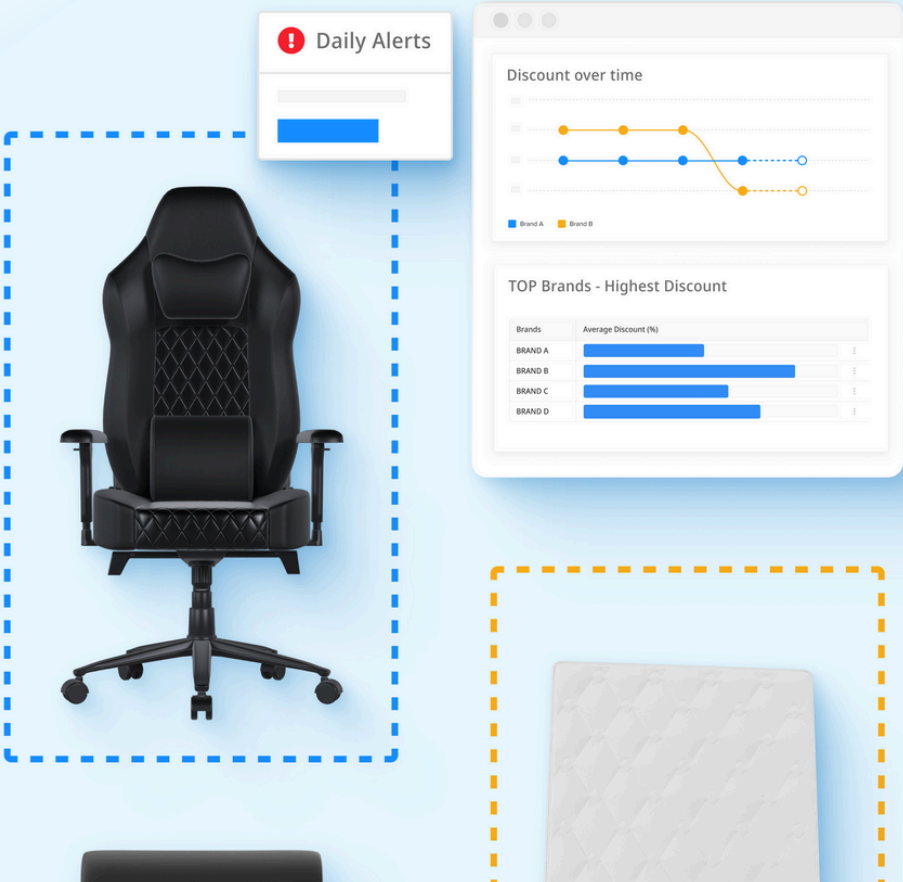 Daily Alerts
Discount over time
Brand A Brand B
TOP Brands - Highest Discount
Brands Average Discount (%)
BRAND A
BRAND B
BRAND C
BRAND D